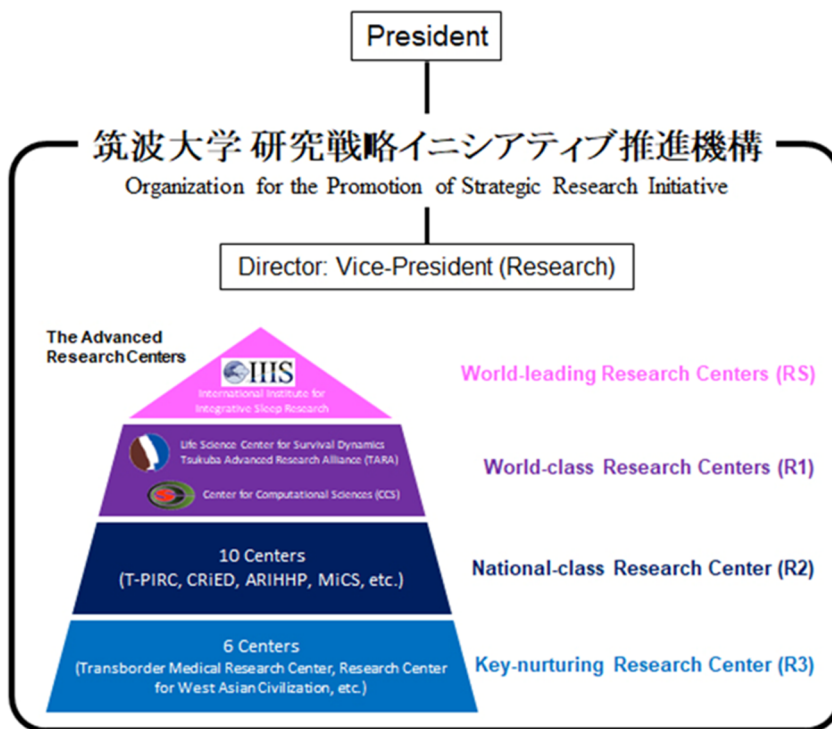 President
筑波大学 研究戦略イニシアティブ推進機構
Organization for the Promotion of Strategic Research Initiative
Director: Vice-President (Research)
The Advanced
Research Centers
IIIS
International Institute for
Integrative Sleep Research
World-leading Research Centers (RS)
Life Science Center for Survival Dynamics
Tsukuba Advanced Research Alliance (TARA)
Center for Computational Sciences (CCS)
World-class Research Centers (R1)
10 Centers
(T-PIRC, CRiED, ARIHHP, MiCS, etc.)
National-class Research Center (R2)
6 Centers
(Transborder Medical Research Center, Research Center
for West Asian Civilization, etc.)
Key-nurturing Research Center (R3)